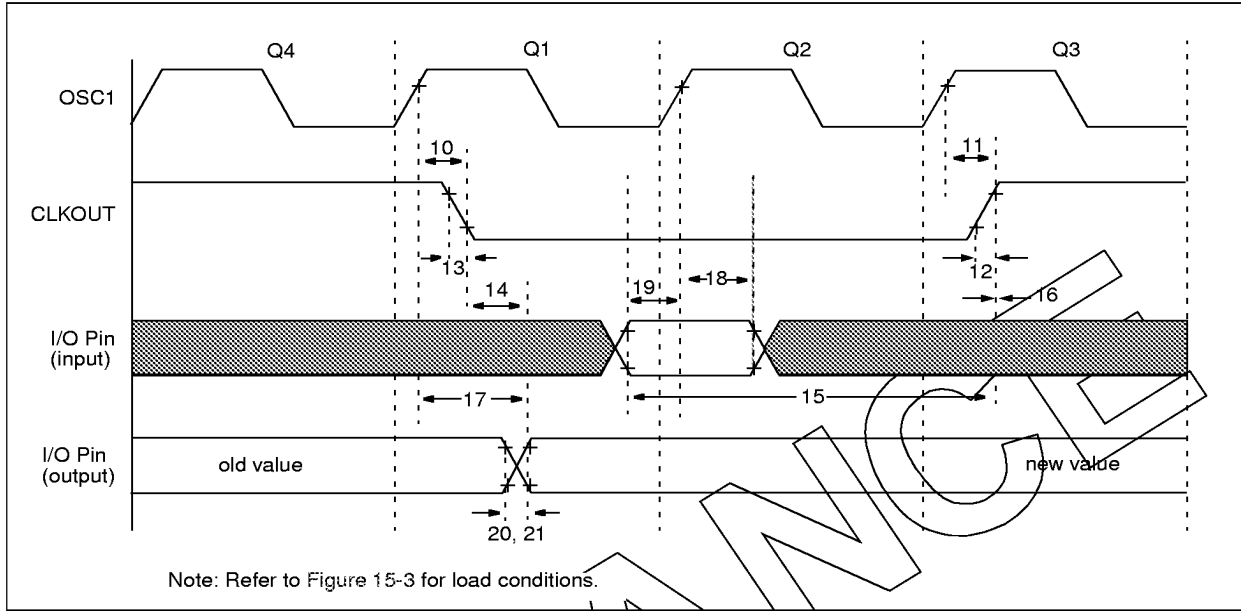 Q4 Q1 Q2 Q3
OSC1
10 11
CLKOUT
13 12
14 19 18 16
I/O Pin
(input)
17 15
I/O Pin
(output)
old value new value
20, 21
Note: Refer to Figure 15-3 for load conditions.